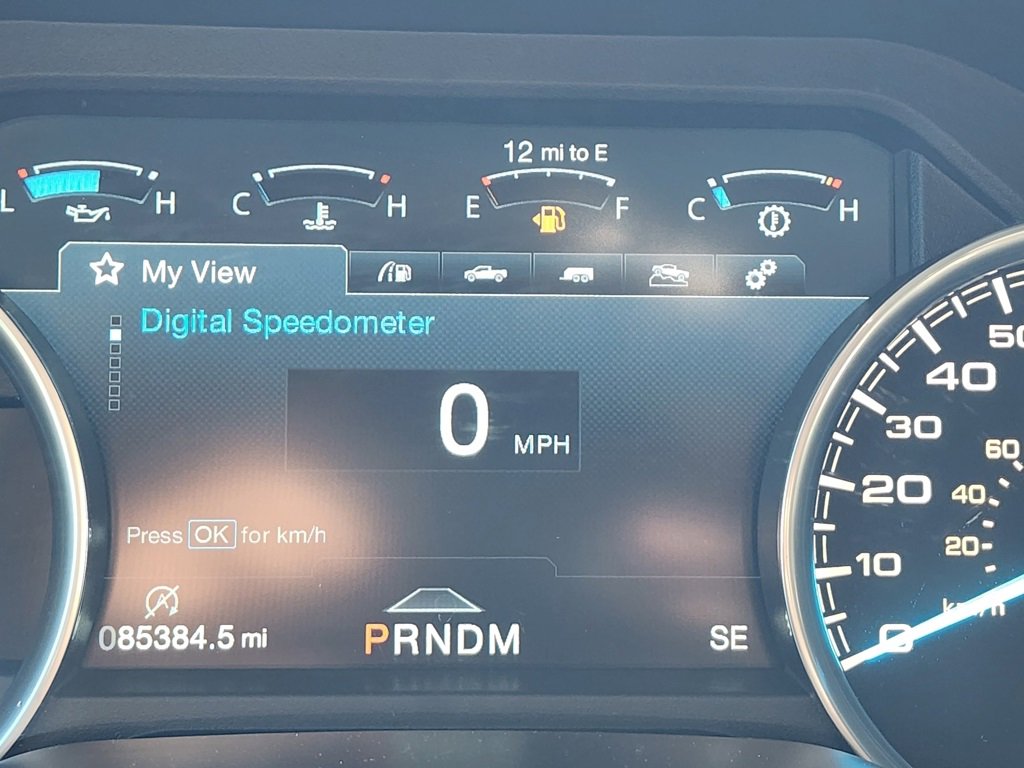 12 mi to E
L H C H E F C H
My View
Digital Speedometer
0 MPH
Press OK for km/h
085384.5 mi
PRNDM
SE
50
40
30
20
10
0
60
40
20
km/h